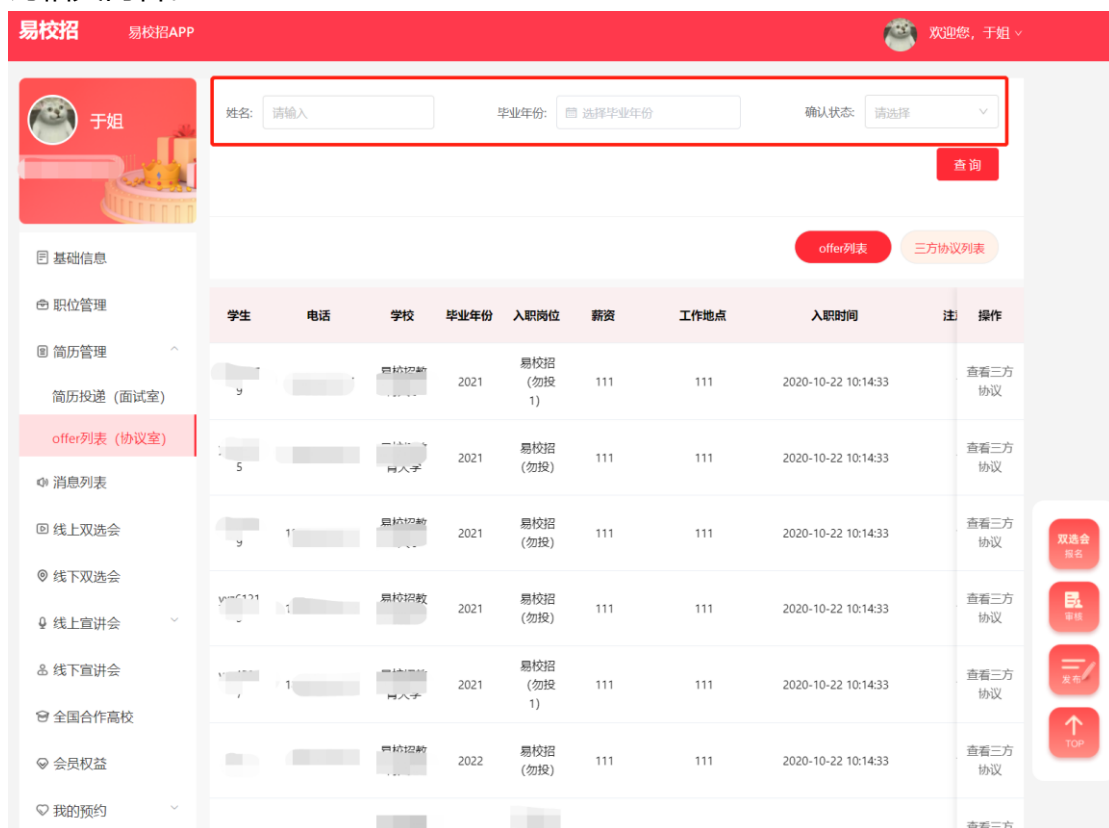 易校招 易校招APP 欢迎您，于姐
于姐
姓名: 请输入 毕业年份: 选择毕业年份 确认状态: 请选择
查 询
offer列表 三方协议列表
基础信息
职位管理
简历管理
简历投递（面试室）
offer列表（协议室）
消息列表
线上双选会
线下双选会
线上宣讲会
线下宣讲会
全国合作高校
会员权益
我的预约
学生 电话 学校 毕业年份 入职岗位 薪资 工作地点 入职时间 操作
9 易校招教 2021 易校招（勿投1） 111 111 2020-10-22 10:14:33 查看三方协议
5 2021 易校招（勿投） 111 111 2020-10-22 10:14:33 查看三方协议
易校招教 2021 易校招（勿投） 111 111 2020-10-22 10:14:33 查看三方协议
易校招教 2021 易校招（勿投） 111 111 2020-10-22 10:14:33 查看三方协议
2021 易校招（勿投1） 111 111 2020-10-22 10:14:33 查看三方协议
2022 易校招（勿投） 111 111 2020-10-22 10:14:33 查看三方协议
双选会
报名
审核
发布
TOP